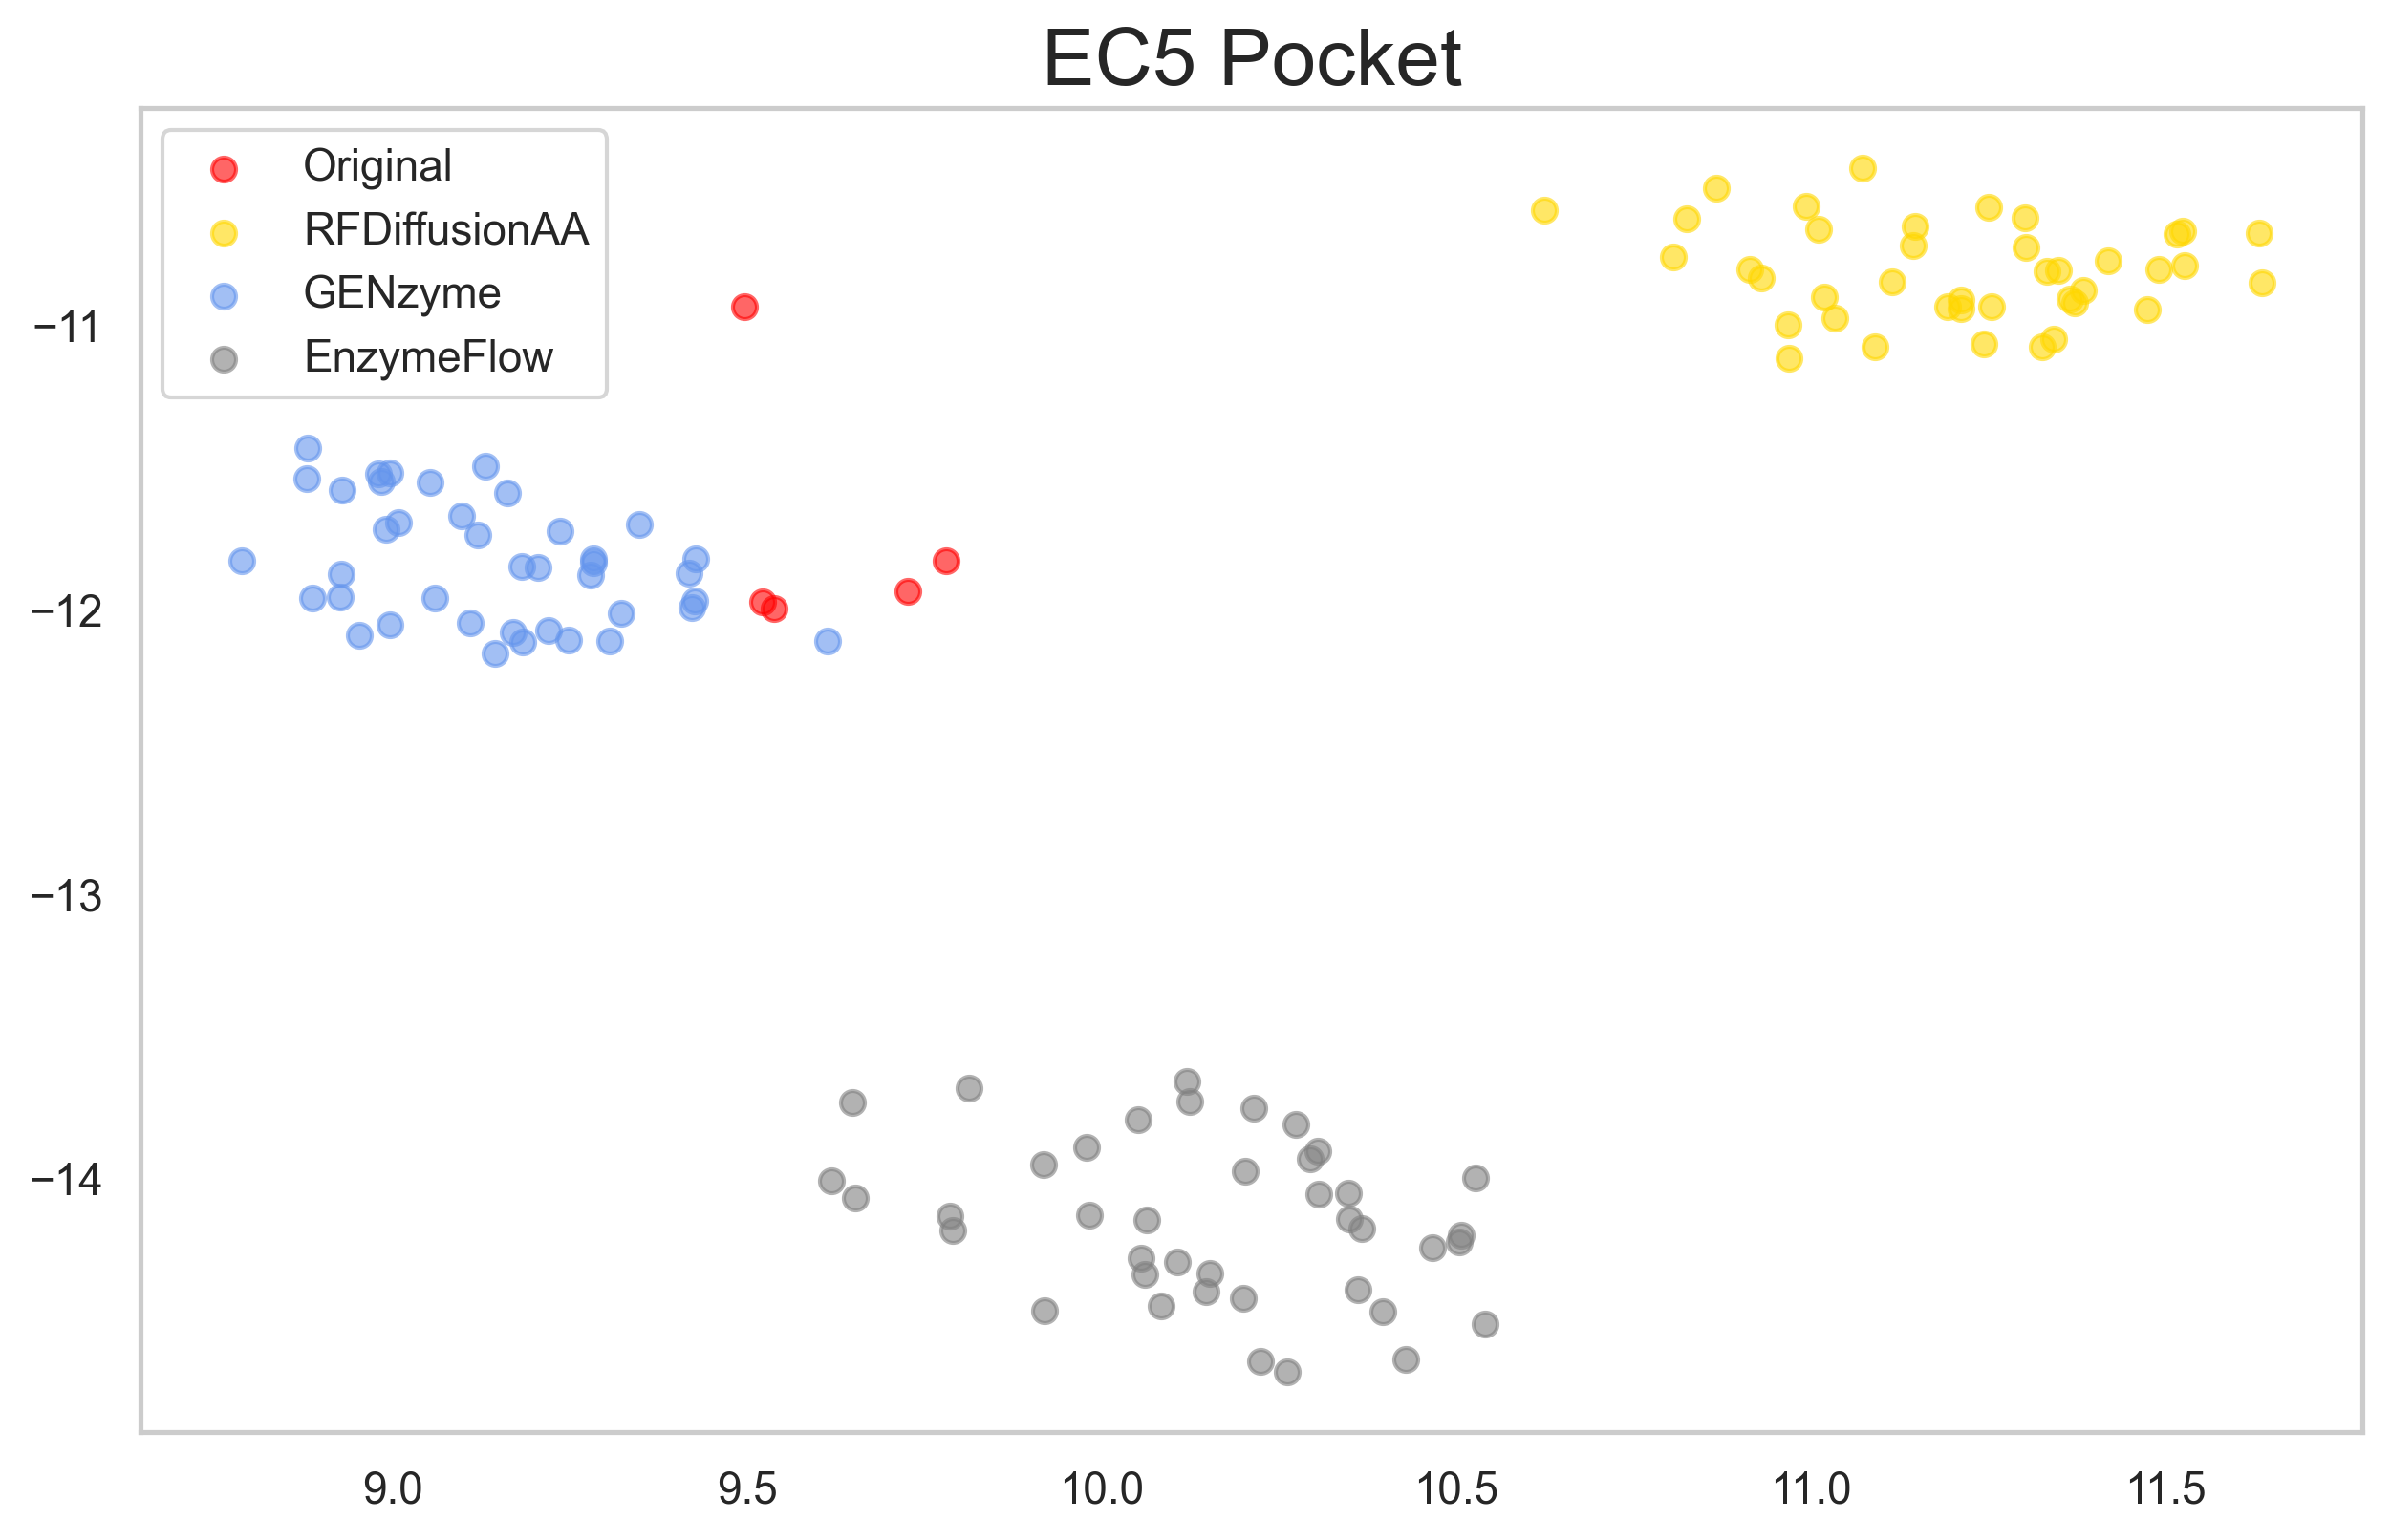 EC5 Pocket
Original
RFDiffusionAA
GENzyme
EnzymeFlow
−11
−12
−13
−14
9.0 9.5 10.0 10.5 11.0 11.5